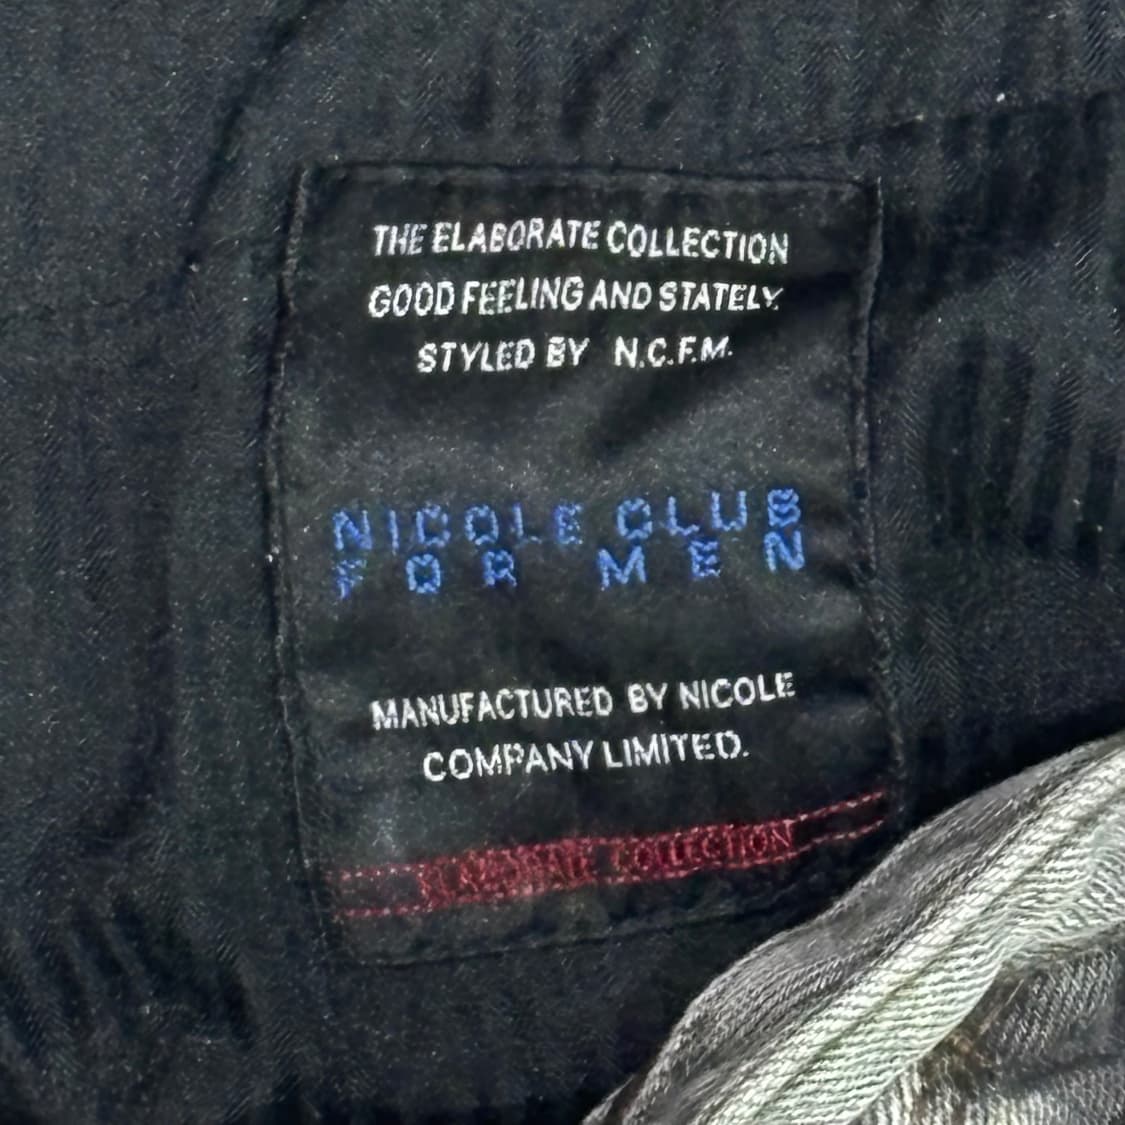 THE ELABORATE COLLECTION
GOOD FEELING AND STATELY
STYLED BY N.C.F.M.
NICOLE CLUB
FOR MEN
MANUFACTURED BY NICOLE
COMPANY LIMITED.
ELABORATE COLLECTION